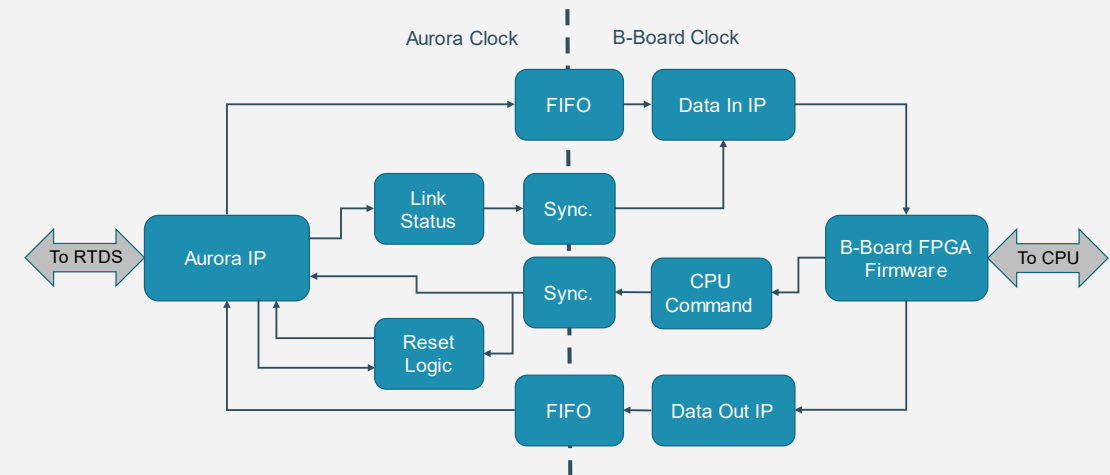 Aurora Clock
B-Board Clock
FIFO
Data In IP
Link
Status
Sync.
To RTDS
Aurora IP
B-Board FPGA
Firmware
To CPU
Sync.
CPU
Command
Reset
Logic
FIFO
Data Out IP